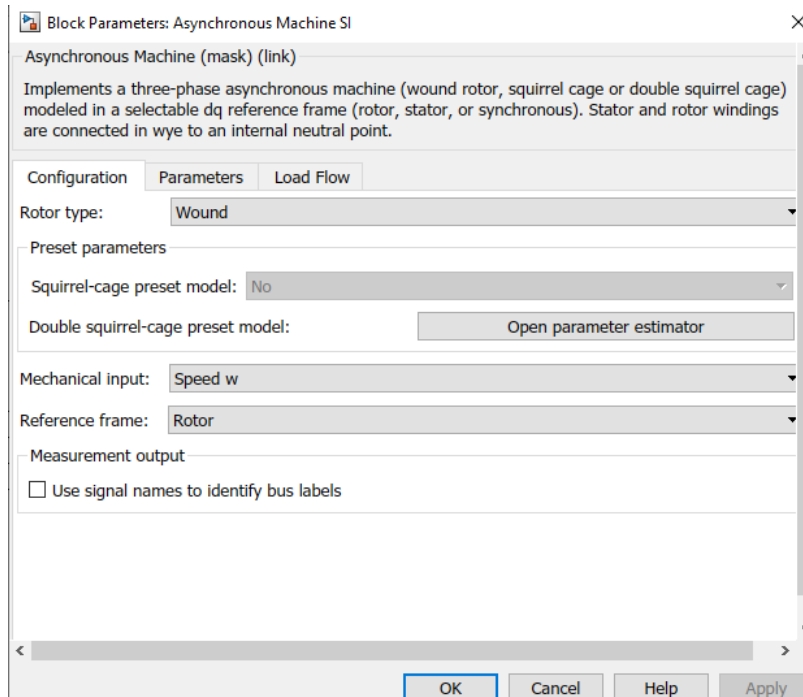 Block Parameters: Asynchronous Machine SI
Asynchronous Machine (mask) (link)
Implements a three-phase asynchronous machine (wound rotor, squirrel cage or double squirrel cage)
modeled in a selectable dq reference frame (rotor, stator, or synchronous). Stator and rotor windings
are connected in wye to an internal neutral point.
Configuration Parameters Load Flow
Rotor type: Wound
Preset parameters
Squirrel-cage preset model: No
Double squirrel-cage preset model: Open parameter estimator
Mechanical input: Speed w
Reference frame: Rotor
Measurement output
Use signal names to identify bus labels
OK Cancel Help Apply